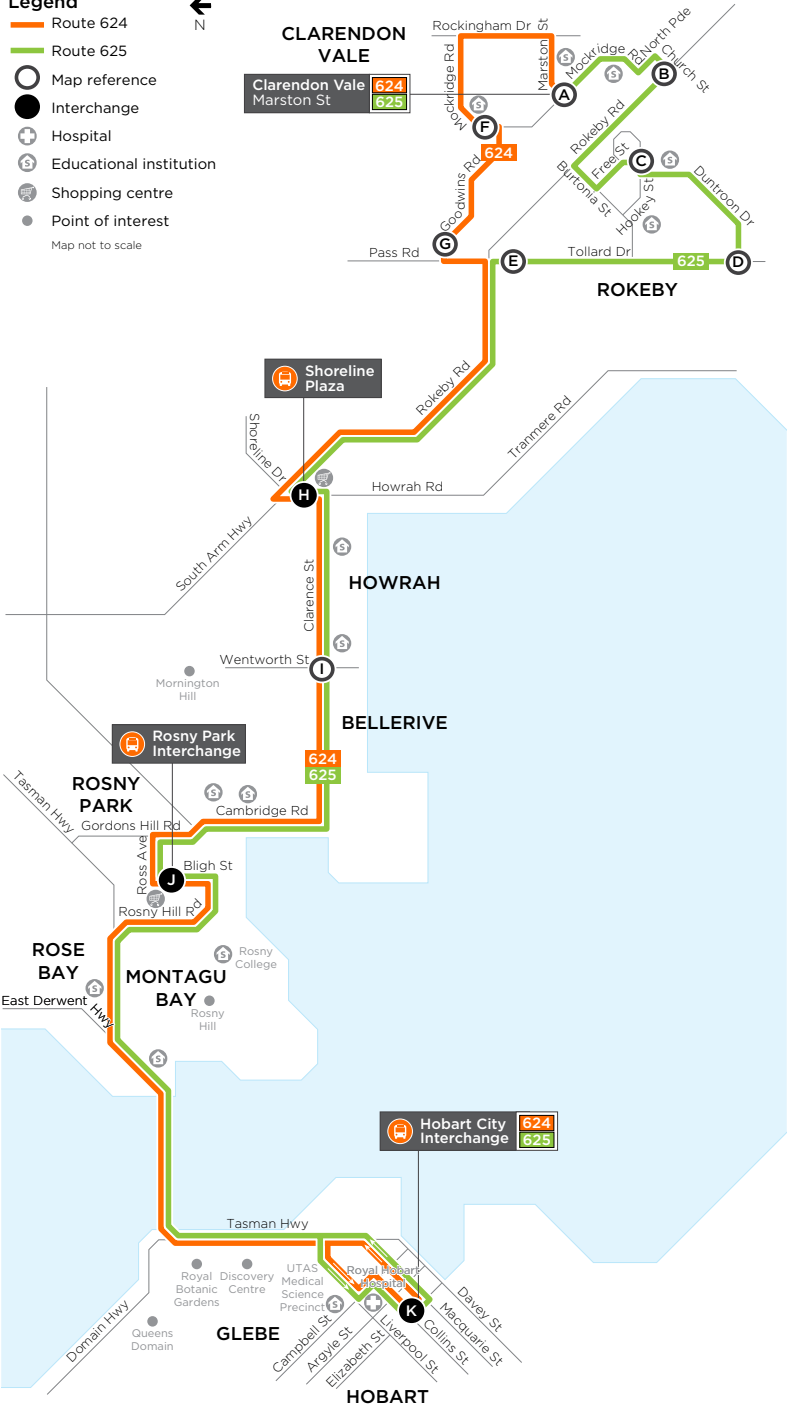 Legend
Route 624
Route 625
Map reference
Interchange
Hospital
Educational institution
Shopping centre
Point of interest
Map not to scale
N
CLARENDON
VALE
Clarendon Vale 624
Marston St 625
Rockingham Dr
Mockridge Rd
Marston St
Mockridge Rd
North Pde
Church St
A
B
F
624
Rokeby Rd
Goodwins Rd
Free St
C
Burtonia St
Hookey St
Duntroon Dr
G
Pass Rd
E
Tollard Dr
625
D
ROKEBY
Shoreline
Plaza
Rokeby Rd
Tranmere Rd
Shoreline Dr
H
Howrah Rd
South Arm Hwy
Clarence St
HOWRAH
Wentworth St
I
Mornington
Hill
BELLERIVE
Rosny Park
Interchange
624
625
ROSNY
PARK
Tasman Hwy
Cambridge Rd
Gordons Hill Rd
Ross Ave
Bligh St
J
Rosny Hill Rd
ROSE
BAY
Rosny
College
MONTAGU
BAY
Rosny
Hill
East Derwent Hwy
Hobart City 624
Interchange 625
Tasman Hwy
Royal
Botanic
Gardens
Discovery
Centre
UTAS
Medical
Science
Precinct
Royal Hobart
Hospital
K
Domain Hwy
Queens
Domain
GLEBE
Campbell St
Argyle St
Elizabeth St
Liverpool St
Collins St
Macquarie St
Davey St
HOBART